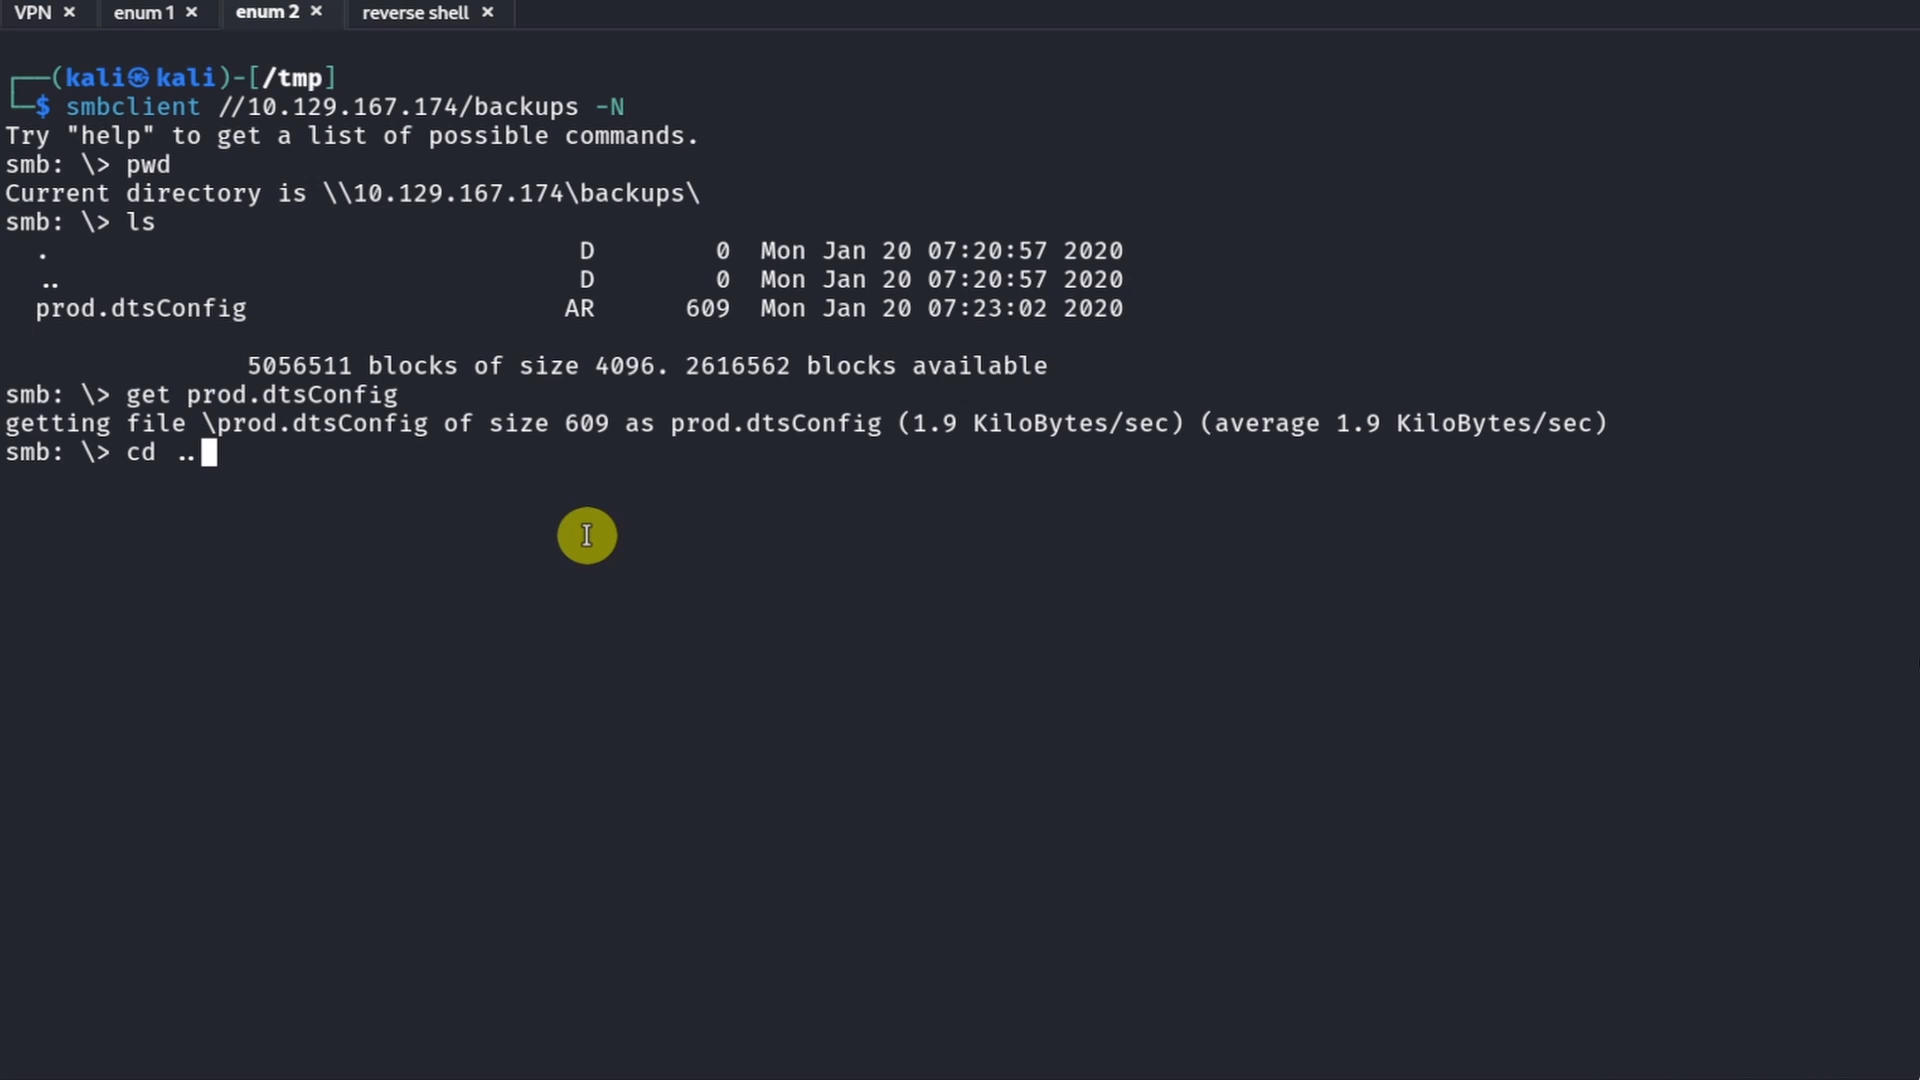 VPN × enum 1 × enum 2 × reverse shell ×
┌──(kali㉿kali)-[/tmp]
└─$ smbclient //10.129.167.174/backups -N
Try "help" to get a list of possible commands.
smb: \> pwd
Current directory is \\10.129.167.174\backups\
smb: \> ls
. D 0 Mon Jan 20 07:20:57 2020
.. D 0 Mon Jan 20 07:20:57 2020
prod.dtsConfig AR 609 Mon Jan 20 07:23:02 2020
5056511 blocks of size 4096. 2616562 blocks available
smb: \> get prod.dtsConfig
getting file \prod.dtsConfig of size 609 as prod.dtsConfig (1.9 KiloBytes/sec) (average 1.9 KiloBytes/sec)
smb: \> cd ..